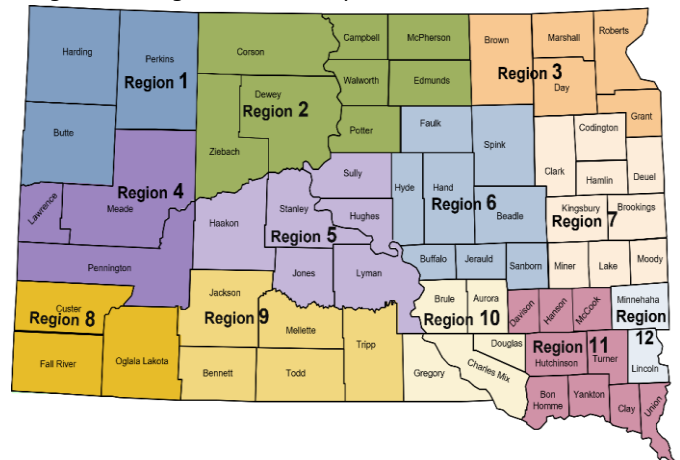 Harding
Perkins
Region 1
Butte
Corson
Dewey
Region 2
Ziebach
Campbell
McPherson
Walworth
Edmunds
Potter
Brown
Marshall
Roberts
Region 3
Day
Grant
Lawrence
Region 4
Meade
Pennington
Haakon
Stanley
Sully
Hughes
Region 5
Jones
Lyman
Faulk
Spink
Hyde
Hand
Region 6
Beadle
Buffalo
Jerauld
Sanborn
Codington
Clark
Hamlin
Deuel
Kingsbury
Brookings
Region 7
Miner
Lake
Moody
Custer
Region 8
Fall River
Oglala Lakota
Jackson
Region 9
Mellette
Tripp
Bennett
Todd
Brule
Aurora
Region 10
Douglas
Gregory
Charles Mix
Davison
Hanson
McCook
Region 11
Hutchinson
Turner
Bon
Homme
Yankton
Clay
Union
Minnehaha
Region
12
Lincoln